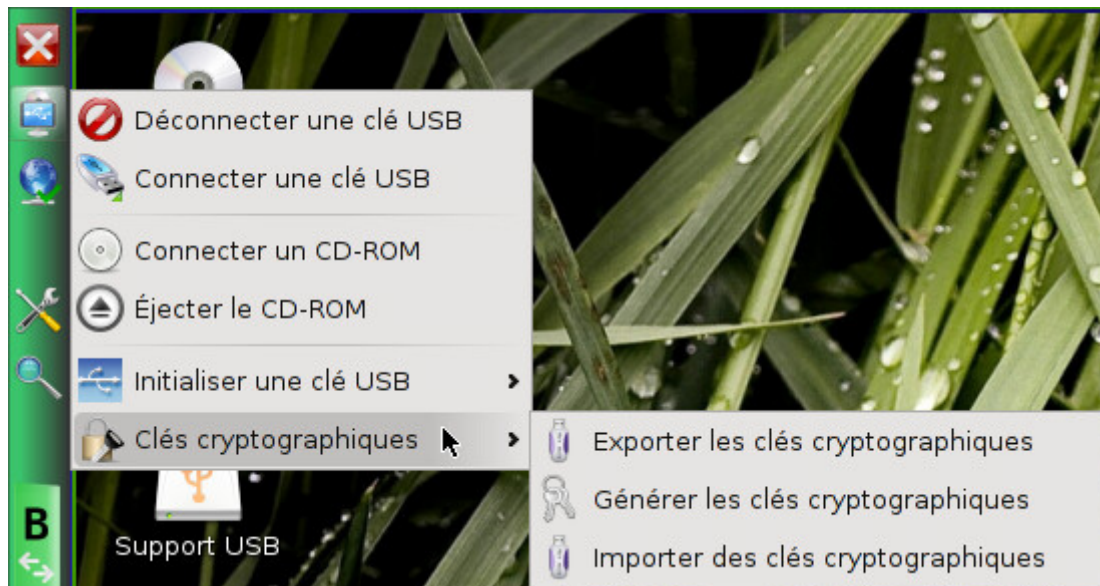 Déconnecter une clé USB
Connecter une clé USB
Connecter un CD-ROM
Éjecter le CD-ROM
Initialiser une clé USB
Clés cryptographiques
Exporter les clés cryptographiques
Générer les clés cryptographiques
Importer des clés cryptographiques
B
Support USB